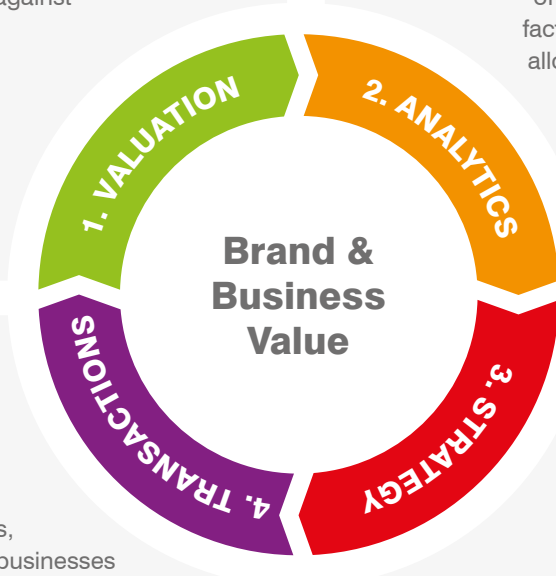 against
1. VALUATION
2. ANALYTICS
Brand &
Business
Value
3. STRATEGY
4. TRANSACTIONS
businesses